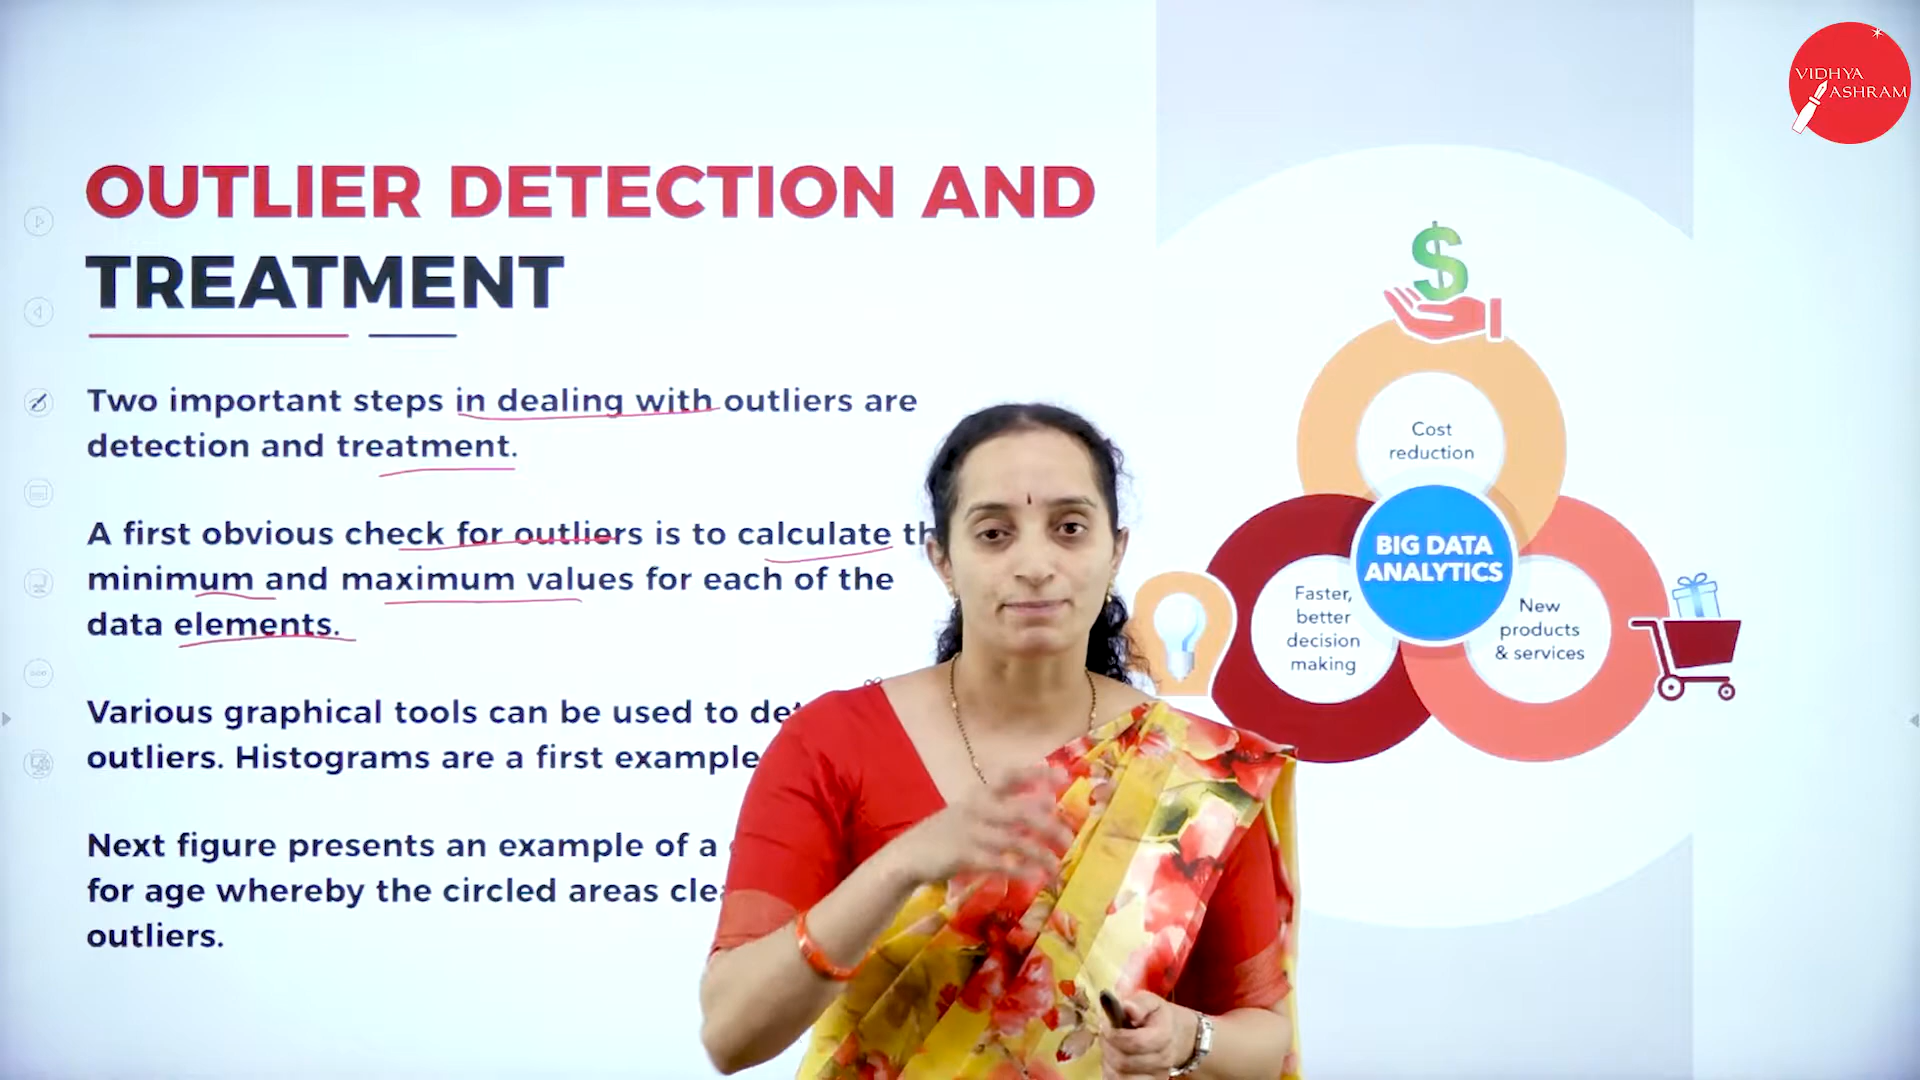 VIDHYA
ASHRAM
OUTLIER DETECTION AND
TREATMENT
Two important steps in dealing with outliers are
detection and treatment.
A first obvious check for outliers is to calculate
minimum and maximum values for each of the
data elements.
Various graphical tools can be used to
outliers. Histograms are a first example
Next figure presents an example of a
for age whereby the circled areas
outliers.
$
Cost
reduction
BIG DATA
ANALYTICS
Faster,
better
decision
making
New
products
& services